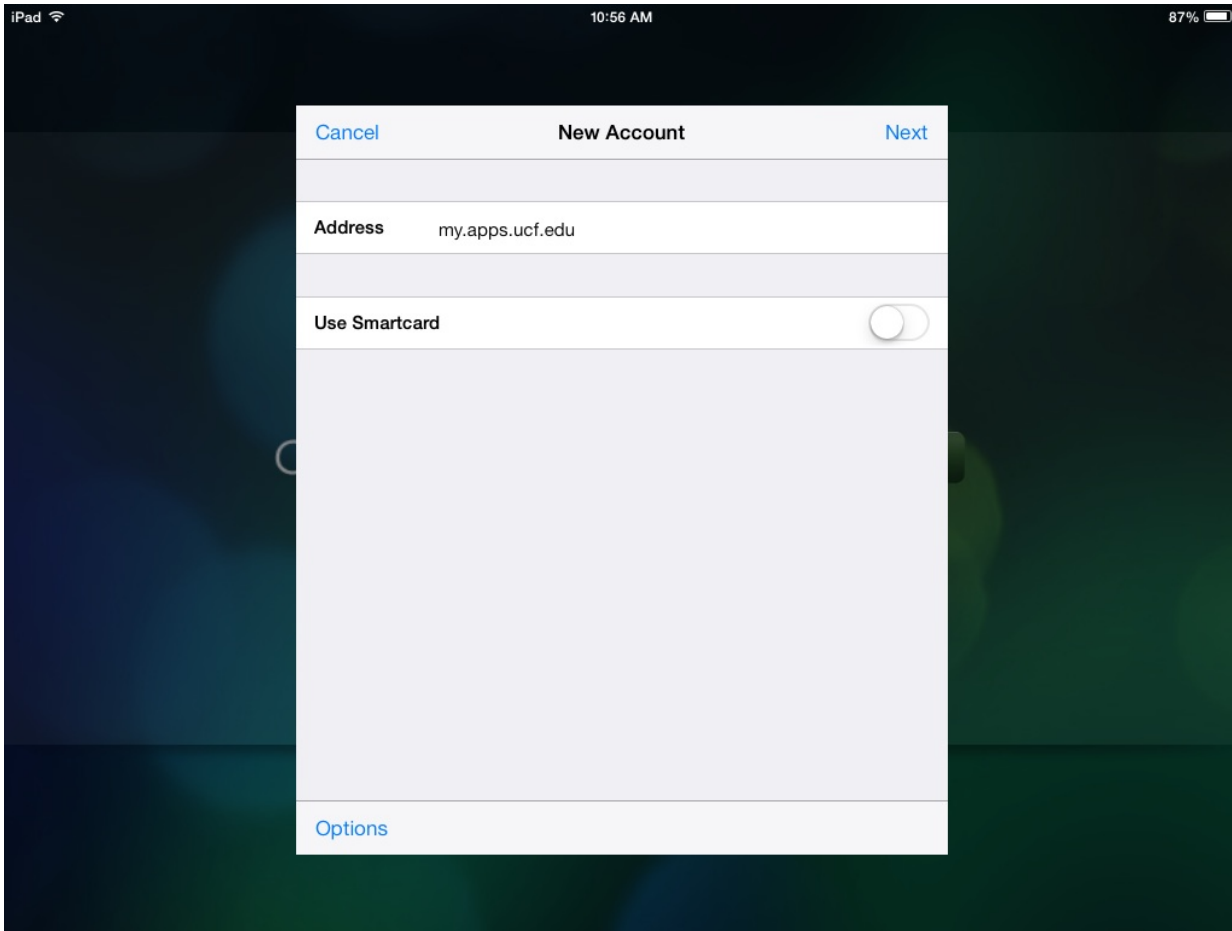 iPad 10:56 AM 87%
Cancel New Account Next
Address my.apps.ucf.edu
Use Smartcard
Options